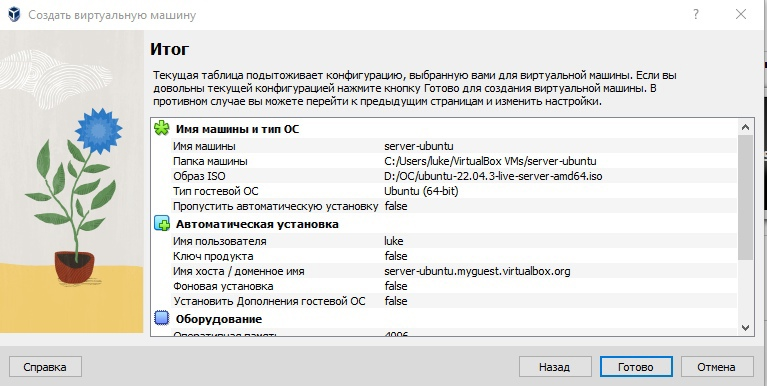 Создать виртуальную машину
Итог
Текущая таблица подытоживает конфигурацию, выбранную вами для виртуальной машины. Если вы
довольны текущей конфигурацией нажмите кнопку Готово для создания виртуальной машины. В
противном случае вы можете перейти к предыдущим страницам и изменить настройки.
Имя машины и тип ОС
Имя машины server-ubuntu
Папка машины C:/Users/luke/VirtualBox VMs/server-ubuntu
Образ ISO D:/OC/ubuntu-22.04.3-live-server-amd64.iso
Тип гостевой ОС Ubuntu (64-bit)
Пропустить автоматическую установку false
Автоматическая установка
Имя пользователя luke
Ключ продукта false
Имя хоста / доменное имя server-ubuntu.myguest.virtualbox.org
Фоновая установка false
Установить Дополнения гостевой ОС false
Оборудование
Оперативная память 4096
Справка Назад Готово Отмена